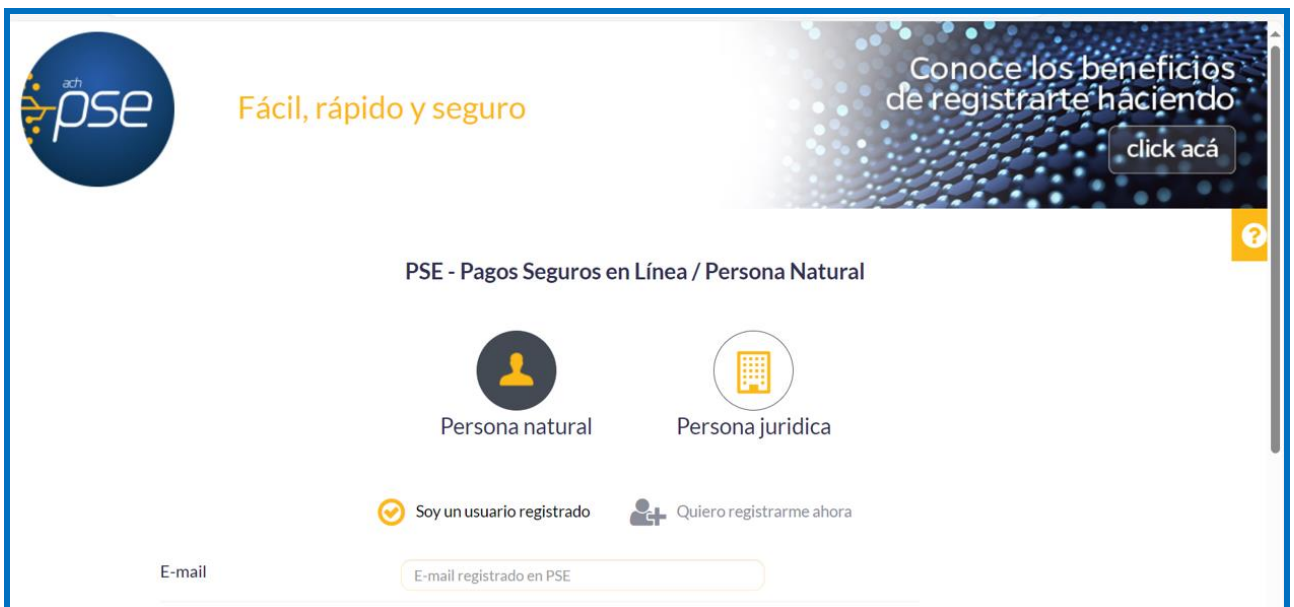 ach
pse
Fácil, rápido y seguro
Conoce los beneficios
de registrarte haciendo
click acá
?
PSE - Pagos Seguros en Línea / Persona Natural
Persona natural
Persona juridica
Soy un usuario registrado
Quiero registrarme ahora
E-mail
E-mail registrado en PSE